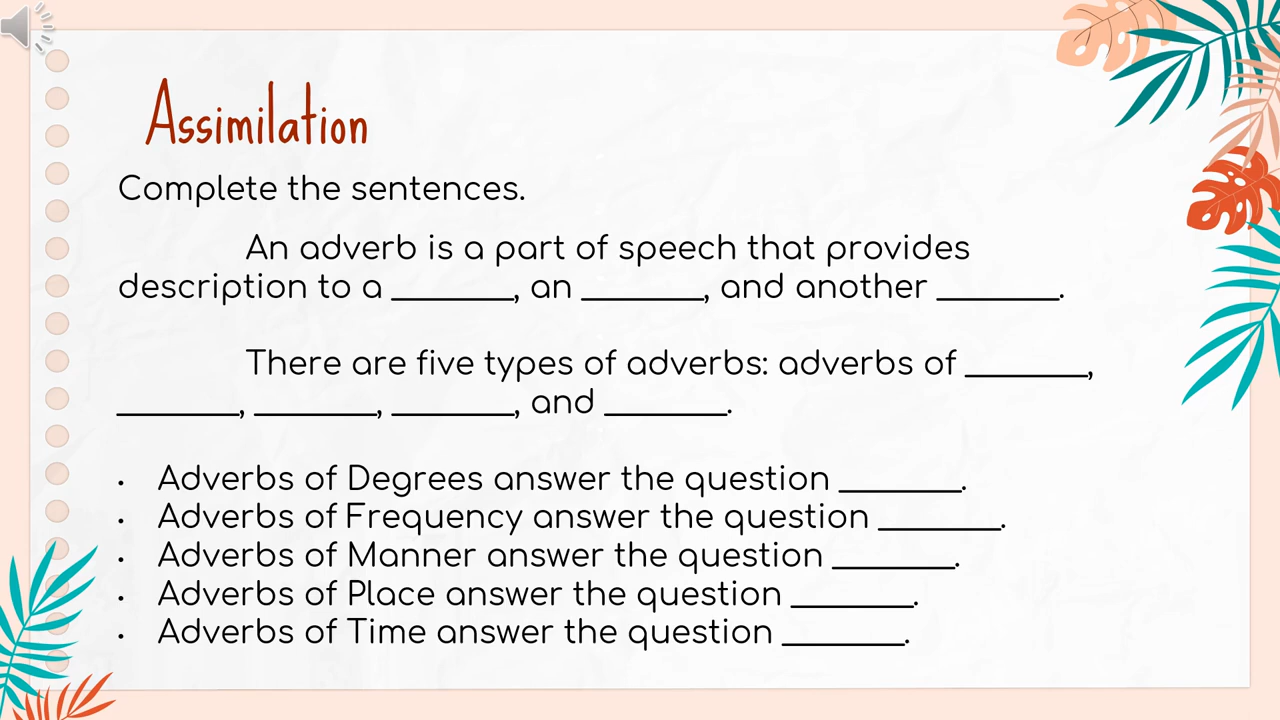 Assimilation
Complete the sentences.
An adverb is a part of speech that provides
description to a _______, an _______, and another _______.
There are five types of adverbs: adverbs of _______,
_______, _______, _______, and _______.
• Adverbs of Degrees answer the question _______.
• Adverbs of Frequency answer the question _______.
• Adverbs of Manner answer the question _______.
• Adverbs of Place answer the question _______.
• Adverbs of Time answer the question _______.